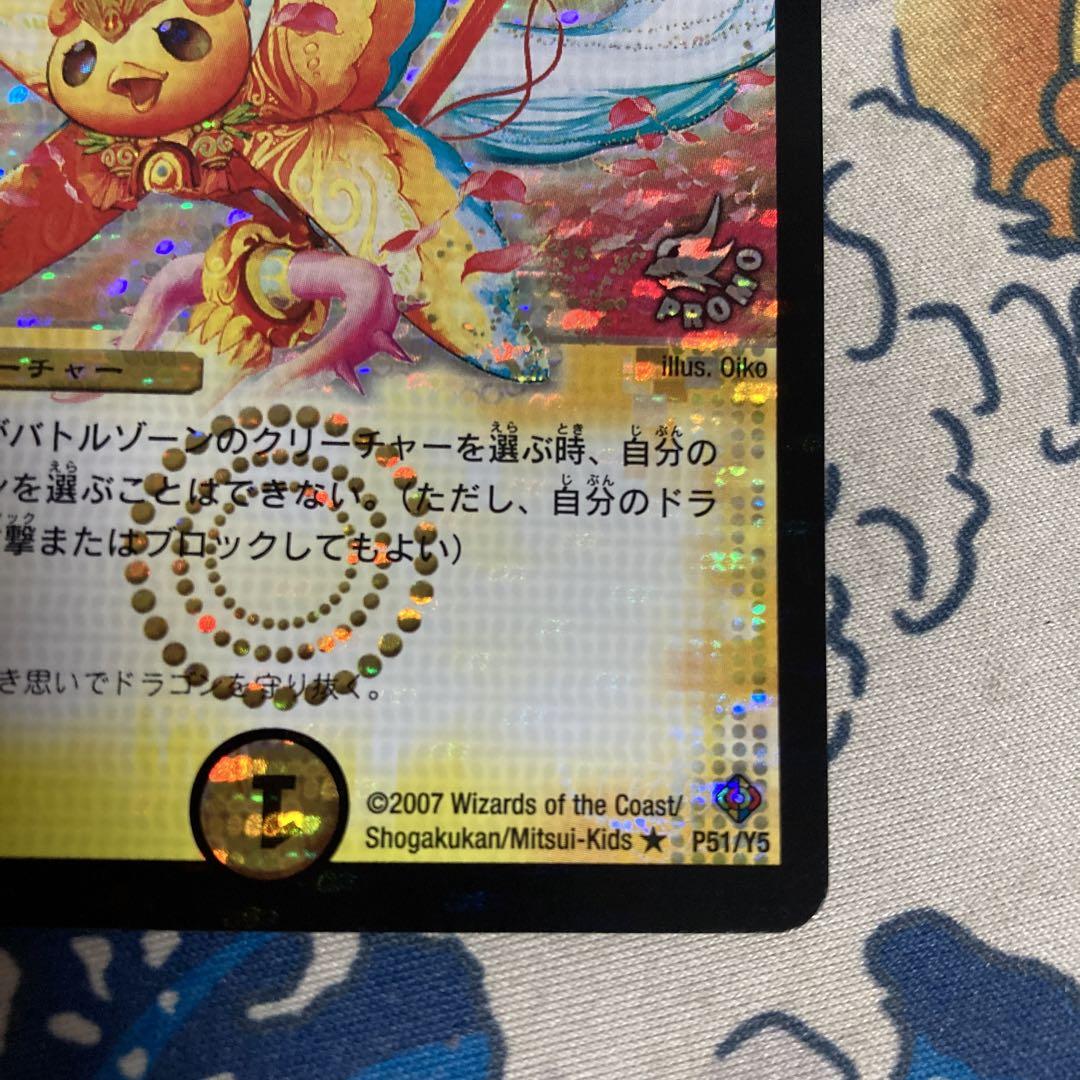 PROMO
illus. Oiko
ーチャー
がバトルゾーンのクリーチャーを選ぶ時、自分の
ンを選ぶことはできない。(ただし、自分のドラ
撃またはブロックしてもよい)
き思いでドラゴンを守り抜く。
©2007 Wizards of the Coast/
Shogakukan/Mitsui-Kids ★ P51/Y5